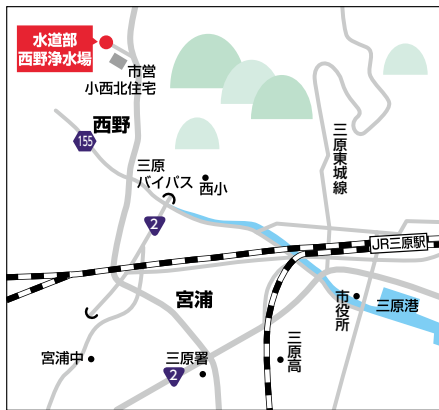 水道部
西野浄水場
市営
小西北住宅
西野
155
三原
バイパス
西小
2
三原東城線
JR三原駅
宮浦
市役所
三原港
三原高
宮浦中
三原署
2